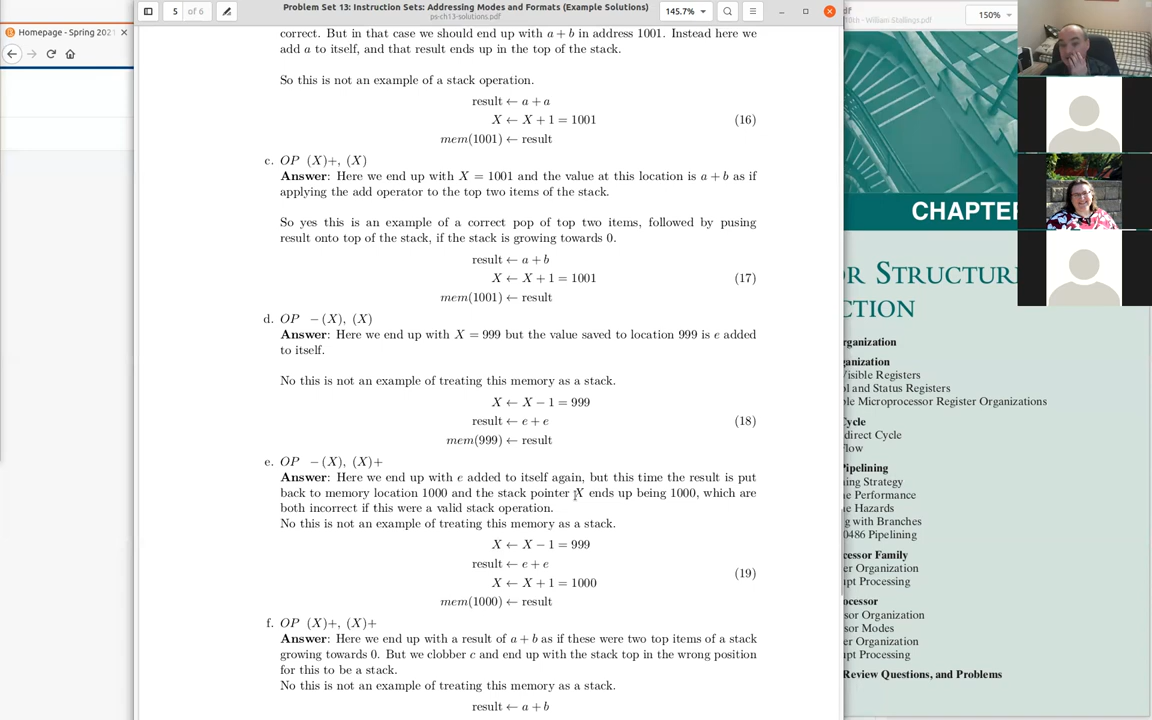 5 of 6
Problem Set 13: Instruction Sets: Addressing Modes and Formats (Example Solutions)
ps-ch13-solutions.pdf
145.7%
Homepage - Spring 2021
150%
10th - William Stallings.pdf
correct. But in that case we should end up with a + b in address 1001. Instead here we
add a to itself, and that result ends up in the top of the stack.
So this is not an example of a stack operation.
result ← a + a
X ← X + 1 = 1001 (16)
mem(1001) ← result
c. OP (X)+, (X)
Answer: Here we end up with X = 1001 and the value at this location is a + b as if
applying the add operator to the top two items of the stack.
So yes this is an example of a correct pop of top two items, followed by pusing
result onto top of the stack, if the stack is growing towards 0.
result ← a + b
X ← X + 1 = 1001 (17)
mem(1001) ← result
d. OP − (X), (X)
Answer: Here we end up with X = 999 but the value saved to location 999 is e added
to itself.
No this is not an example of treating this memory as a stack.
X ← X − 1 = 999
result ← e + e (18)
mem(999) ← result
e. OP − (X), (X)+
Answer: Here we end up with e added to itself again, but this time the result is put
back to memory location 1000 and the stack pointer X ends up being 1000, which are
both incorrect if this were a valid stack operation.
No this is not an example of treating this memory as a stack.
X ← X − 1 = 999
result ← e + e
(19)
X ← X + 1 = 1000
mem(1000) ← result
f. OP (X)+, (X)+
Answer: Here we end up with a result of a + b as if these were two top items of a stack
growing towards 0. But we clobber c and end up with the stack top in the wrong position
for this to be a stack.
No this is not an example of treating this memory as a stack.
result ← a + b
CHAPTE
R STRUCTUR
CTION
rganization
ganization
Visible Registers
ol and Status Registers
ple Microprocessor Register Organizations
Cycle
direct Cycle
Flow
Pipelining
ning Strategy
ne Performance
ne Hazards
g with Branches
0486 Pipelining
cessor Family
er Organization
upt Processing
ocessor
sor Organization
sor Modes
er Organization
upt Processing
Review Questions, and Problems